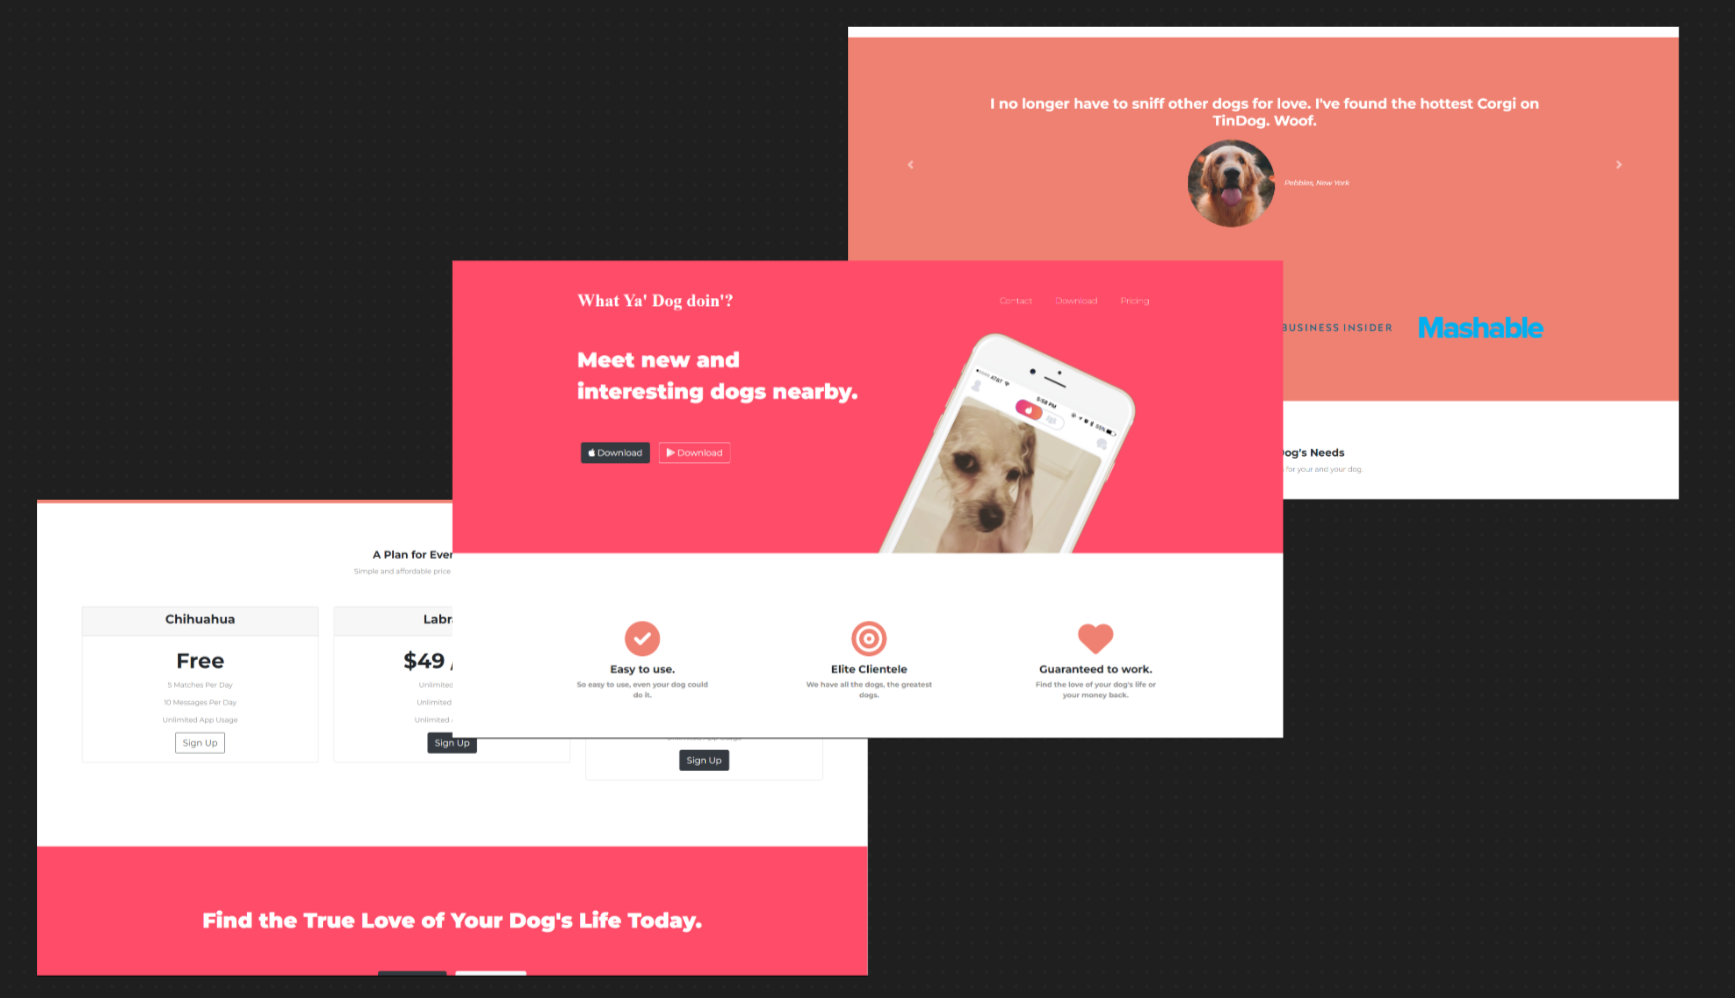 I no longer have to sniff other dogs for love. I've found the hottest Corgi on
TinDog. Woof.
Pebbles, New York
BUSINESS INSIDER
Mashable
og's Needs
for your and your dog.
What Ya' Dog doin'?
Contact
Download
Pricing
Meet new and
interesting dogs nearby.
Download
Download
AT&T
5:58 PM
55%
Easy to use.
So easy to use, even your dog could
do it.
Elite Clientele
We have all the dogs, the greatest
dogs.
Guaranteed to work.
Find the love of your dog's life or
your money back.
A Plan for Ever
Simple and affordable price
Chihuahua
Free
5 Matches Per Day
10 Messages Per Day
Unlimited App Usage
Sign Up
Labr
$49 /
Unlimited
Unlimited
Unlimited
Sign Up
Sign Up
Find the True Love of Your Dog's Life Today.